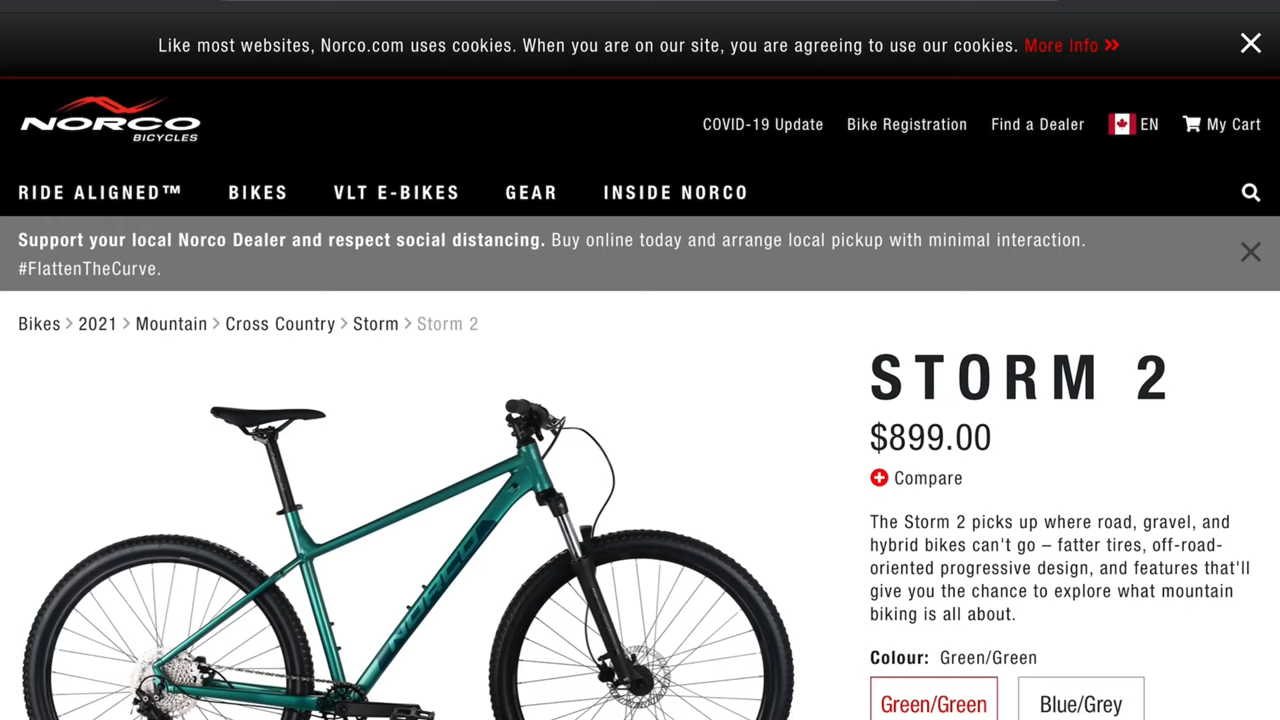 Like most websites, Norco.com uses cookies. When you are on our site, you are agreeing to use our cookies. More Info
NORCO
BICYCLES
COVID-19 Update Bike Registration Find a Dealer EN My Cart
RIDE ALIGNED™ BIKES VLT E-BIKES GEAR INSIDE NORCO
Support your local Norco Dealer and respect social distancing. Buy online today and arrange local pickup with minimal interaction.
#FlattenTheCurve.
Bikes > 2021 > Mountain > Cross Country > Storm > Storm 2
STORM 2
$899.00
Compare
The Storm 2 picks up where road, gravel, and
hybrid bikes can't go – fatter tires, off-road-
oriented progressive design, and features that'll
give you the chance to explore what mountain
biking is all about.
Colour: Green/Green
Green/Green Blue/Grey
NORCO